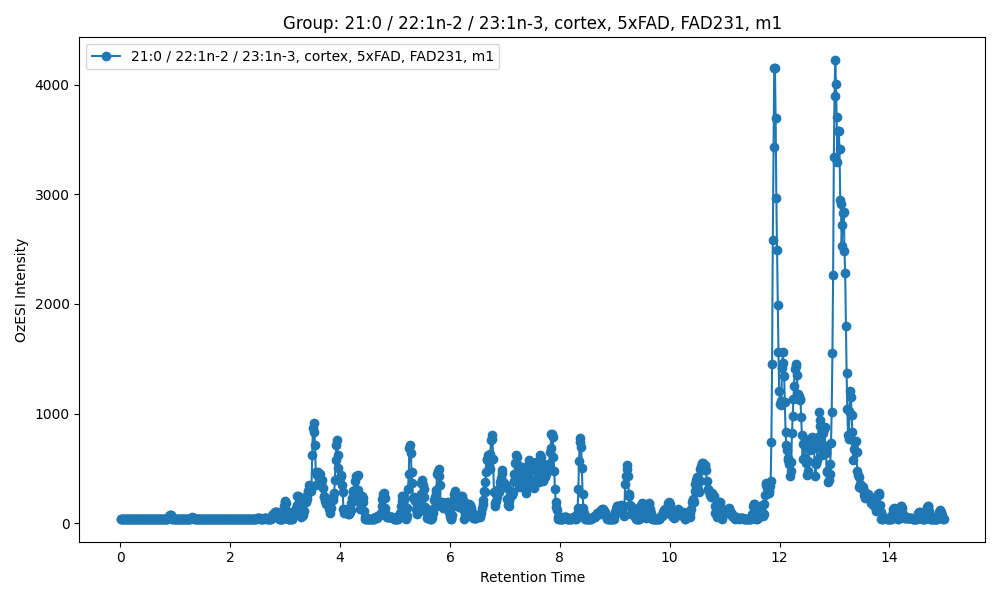 Group: 21:0 / 22:1n-2 / 23:1n-3, cortex, 5xFAD, FAD231, m1
21:0 / 22:1n-2 / 23:1n-3, cortex, 5xFAD, FAD231, m1
4000
3000
2000
1000
0
OzESI Intensity
0 2 4 6 8 10 12 14
Retention Time